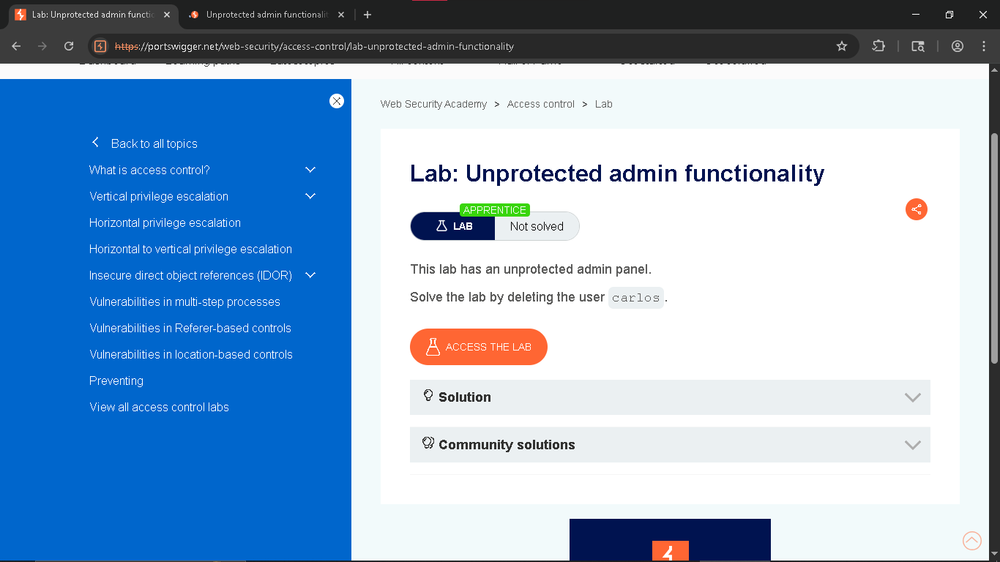 Lab: Unprotected admin functio
Unprotected admin functionalit
https://portswigger.net/web-security/access-control/lab-unprotected-admin-functionality
Back to all topics
What is access control?
Vertical privilege escalation
Horizontal privilege escalation
Horizontal to vertical privilege escalation
Insecure direct object references (IDOR)
Vulnerabilities in multi-step processes
Vulnerabilities in Referer-based controls
Vulnerabilities in location-based controls
Preventing
View all access control labs
Web Security Academy > Access control > Lab
Lab: Unprotected admin functionality
APPRENTICE
LAB Not solved
This lab has an unprotected admin panel.
Solve the lab by deleting the user carlos.
ACCESS THE LAB
Solution
Community solutions